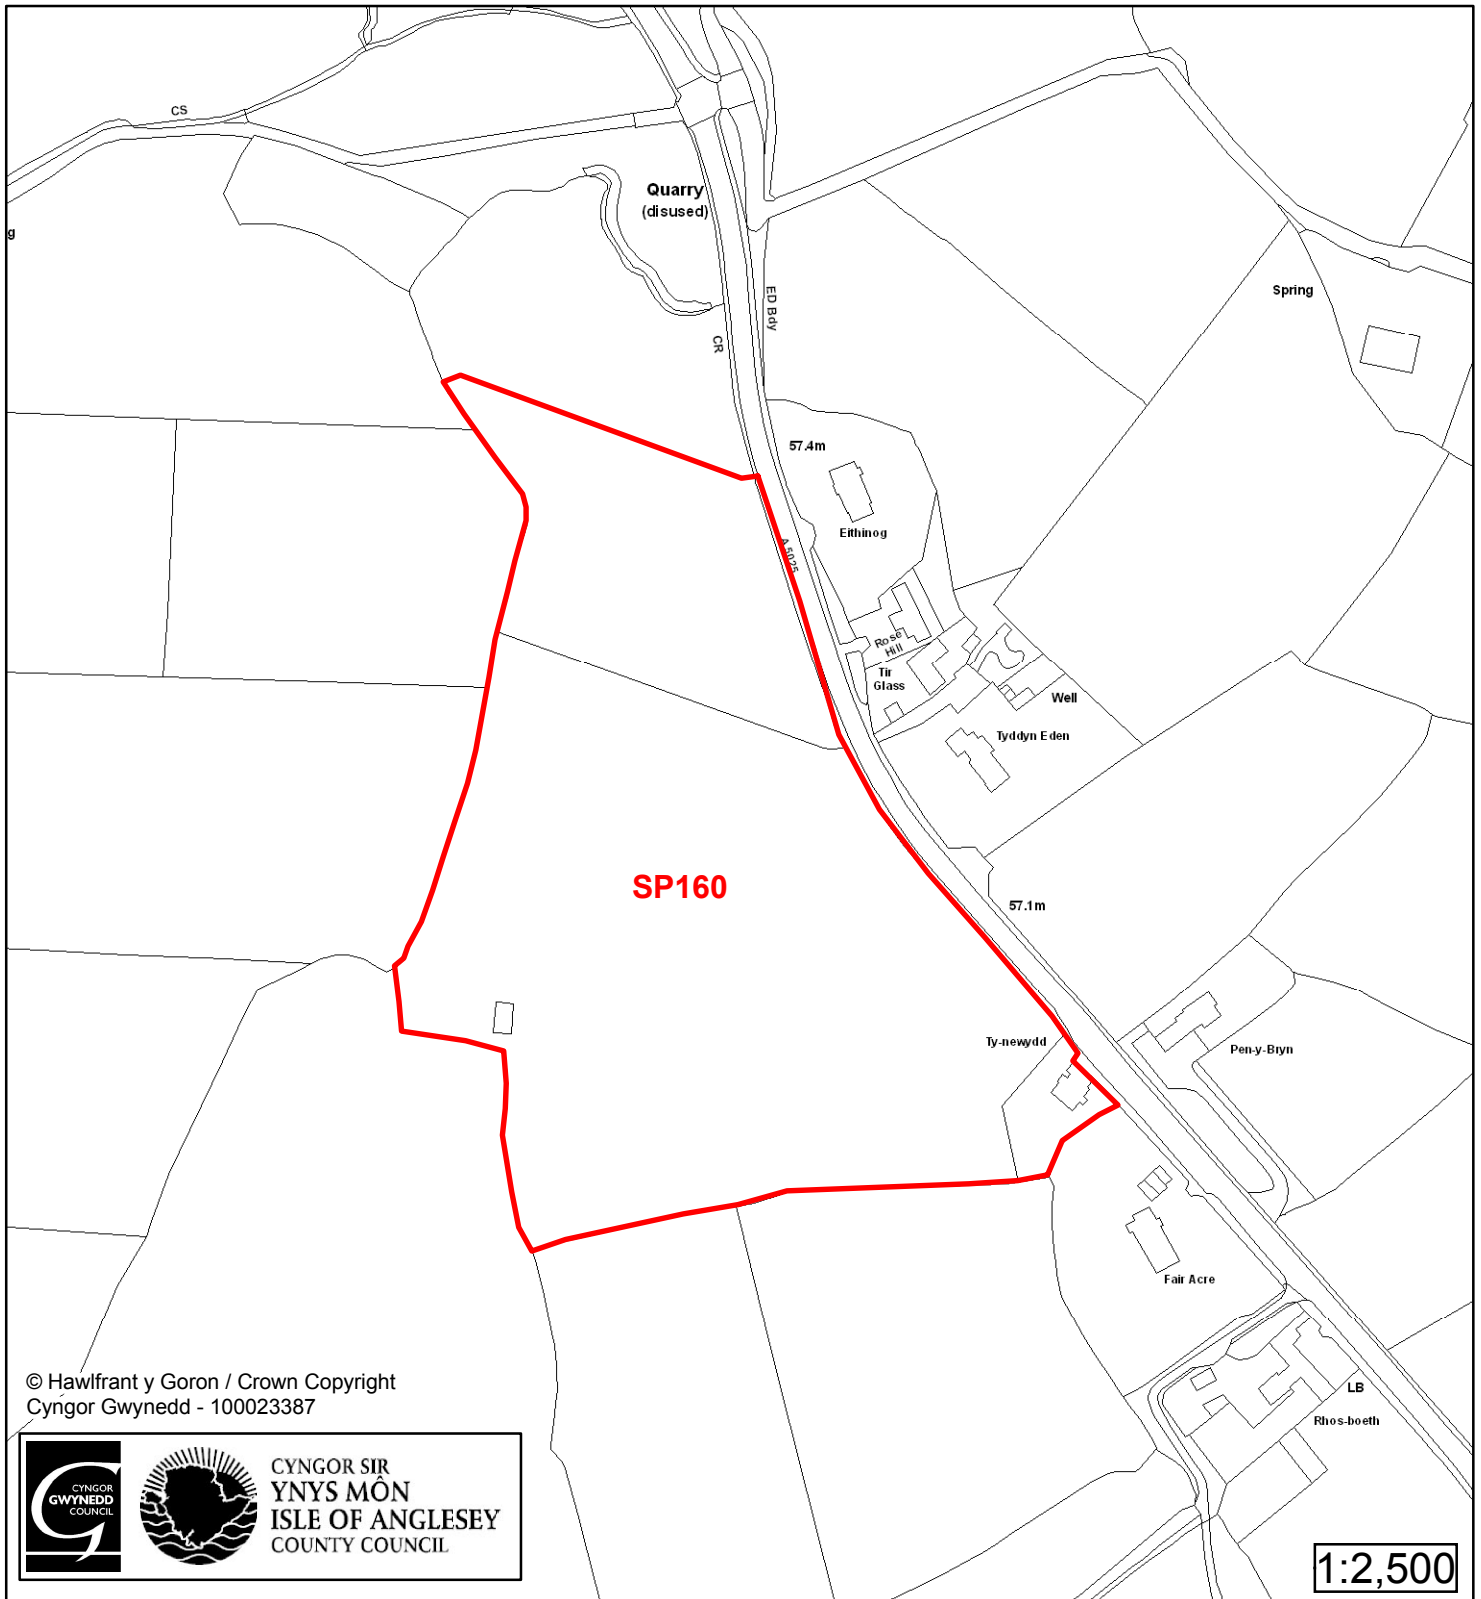 CS
Quarry
(disused)
g
ED Bdy
CR
Spring
57.4m
Eithinog
A 5025
Rose
Hill
Tir
Glass
Well
Tyddyn Eden
SP160
57.1m
Ty-newydd
Pen-y-Bryn
Fair Acre
LB
Rhos-boeth
© Hawlfrant y Goron / Crown Copyright
Cyngor Gwynedd - 100023387
CYNGOR
GWYNEDD
COUNCIL
CYNGOR SIR
YNYS MÔN
ISLE OF ANGLESEY
COUNTY COUNCIL
1:2,500